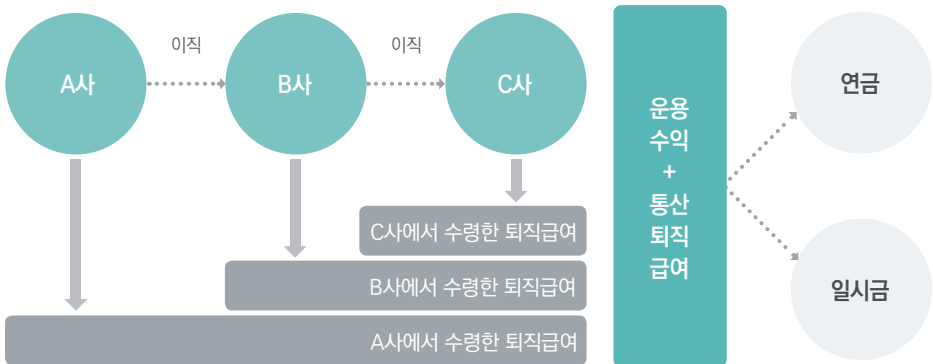 이직
이직
A사
B사
C사
C사에서 수령한 퇴직급여
B사에서 수령한 퇴직급여
A사에서 수령한 퇴직급여
운용
수익
+
통산
퇴직
급여
연금
일시금